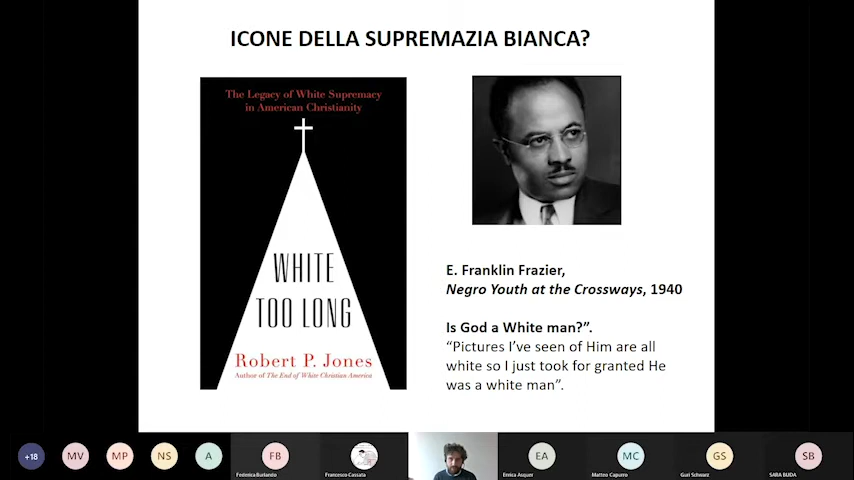 ICONE DELLA SUPREMAZIA BIANCA?
The Legacy of White Supremacy
in American Christianity
WHITE
TOO LONG
Robert P. Jones
Author of The End of White Christian America
E. Franklin Frazier,
Negro Youth at the Crossways, 1940
Is God a White man?”.
“Pictures I’ve seen of Him are all
white so I just took for granted He
was a white man”.
+18
MV
MP
NS
A
FB
Federica Burlando
Francesco Cassata
EA
Enrica Asquer
MC
Matteo Capurro
GS
Guri Schwarz
SB
SARA BUDA